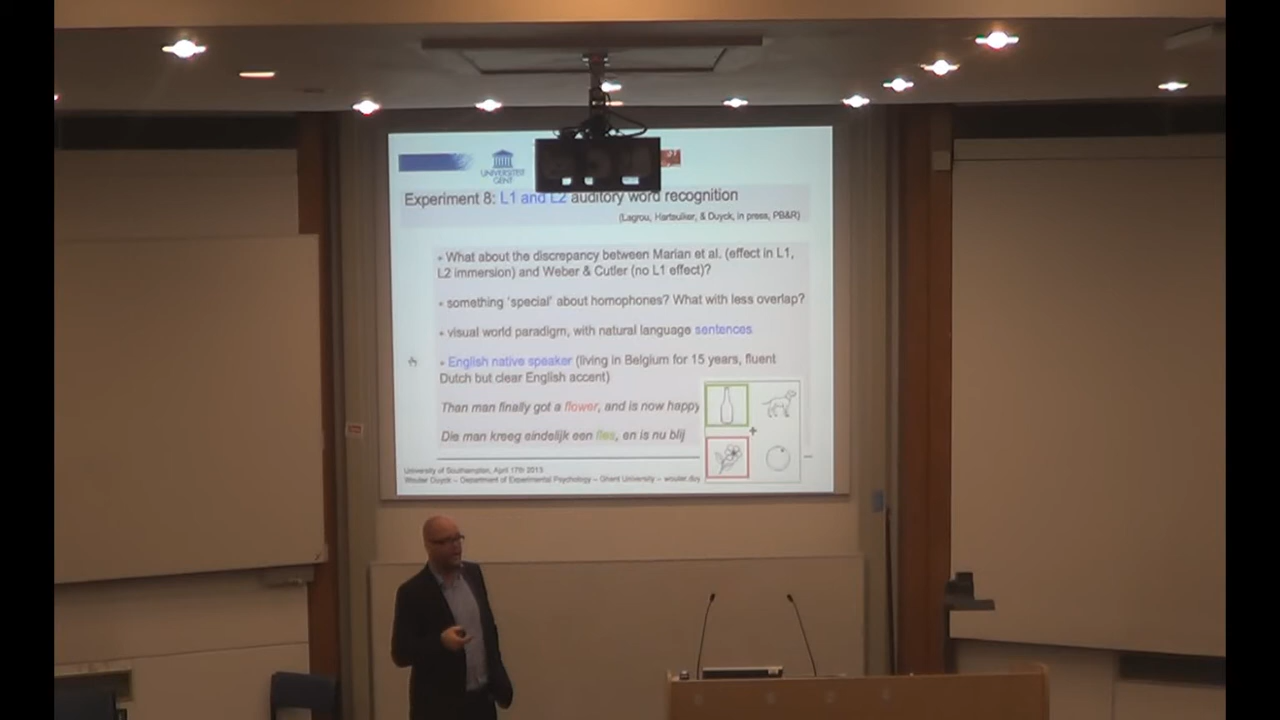 UNIVERSITEIT
GENT
Experiment 8: L1 and L2 auditory word recognition
(Lagrou, Hartsuiker, & Duyck, in press, PB&R)
- What about the discrepancy between Marian et al. (effect in L1,
L2 immersion) and Weber & Cutler (no L1 effect)?
- something ‘special’ about homophones? What with less overlap?
- visual world paradigm, with natural language sentences
- English native speaker (living in Belgium for 15 years, fluent
Dutch but clear English accent)
Than man finally got a flower, and is now happy
Die man kreeg eindelijk een fles, en is nu blij
University of Southampton, April 17th 2013
Wouter Duyck – Department of Experimental Psychology – Ghent University – wouter.duy